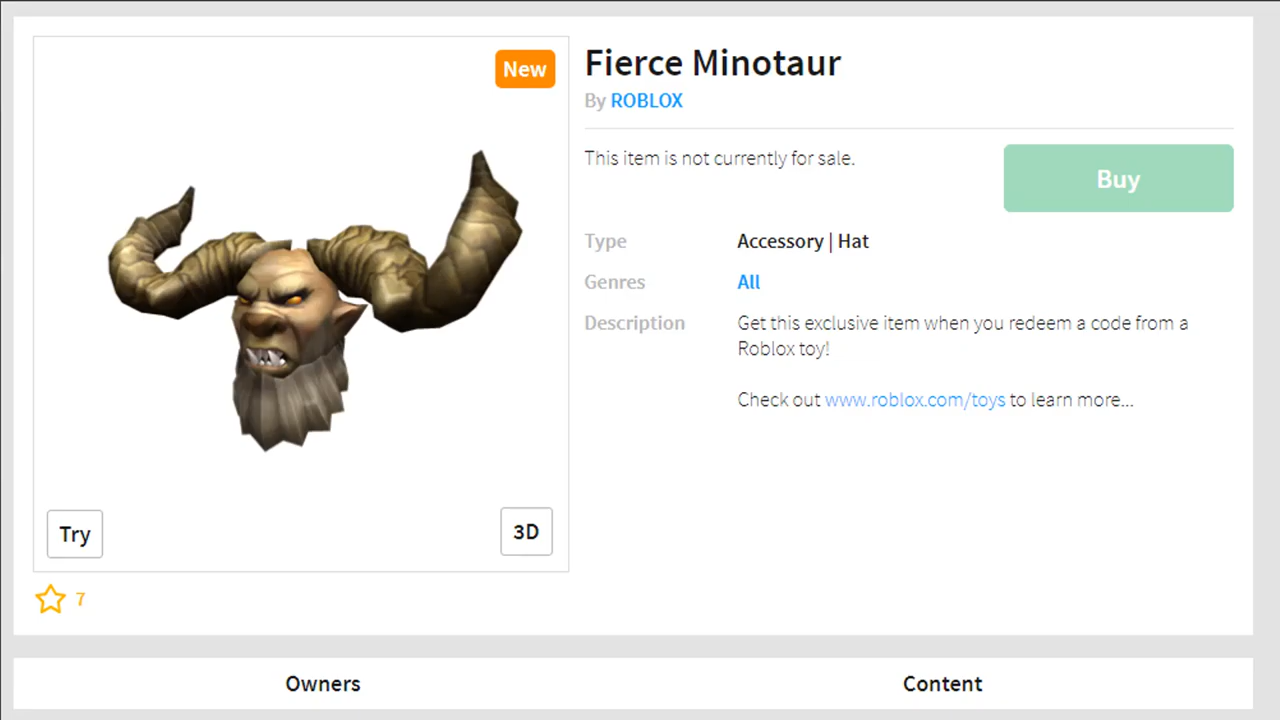 New
Fierce Minotaur
By ROBLOX
This item is not currently for sale.
Buy
Type
Accessory | Hat
Genres
All
Description
Get this exclusive item when you redeem a code from a
Roblox toy!
Check out www.roblox.com/toys to learn more...
Try
3D
7
Owners
Content